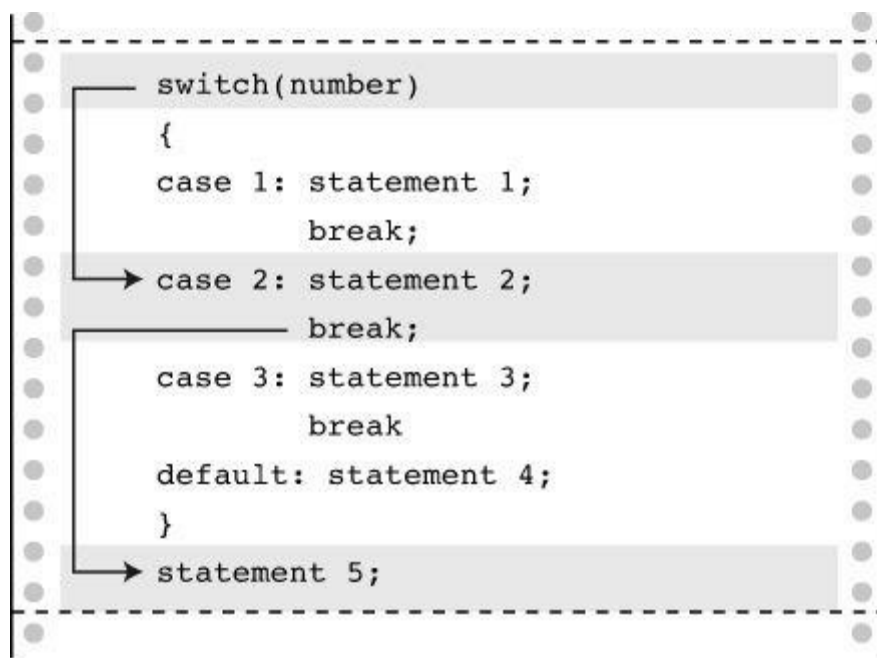 switch(number)
{
case 1: statement 1;
break;
case 2: statement 2;
break;
case 3: statement 3;
break
default: statement 4;
}
statement 5;